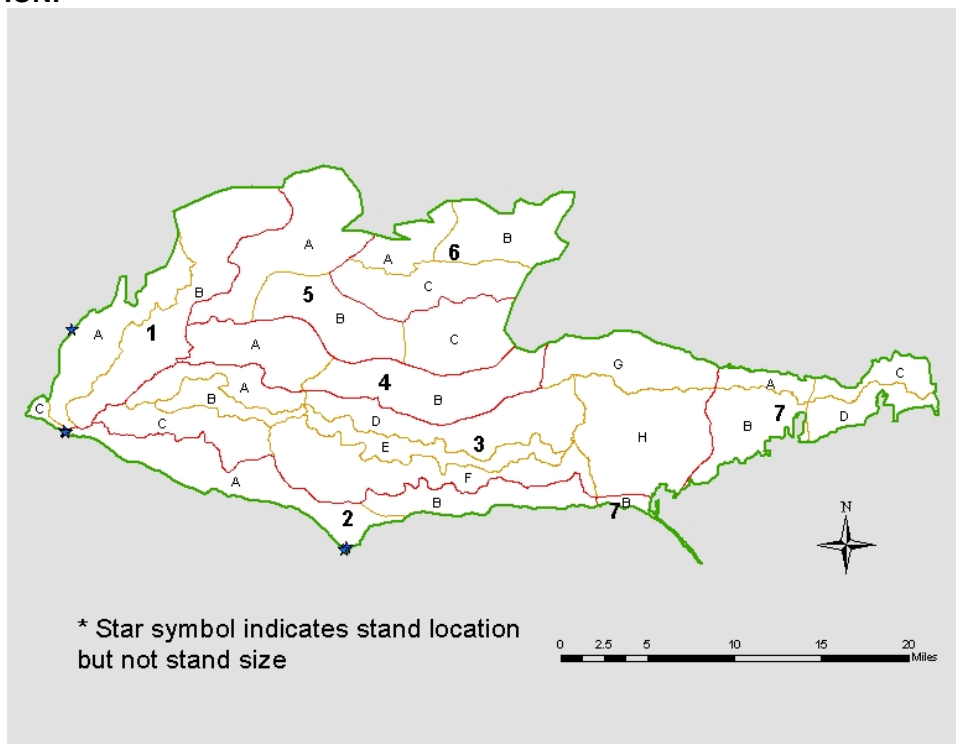 A
B
6
A
C
5
B
A
B
1
A
C
4
B
A
B
C
C
A
D
E
3
F
B
2
G
H
A
C
7
B
D
B
7
N
* Star symbol indicates stand location
but not stand size
0 2.5 5 10 15 20
Miles